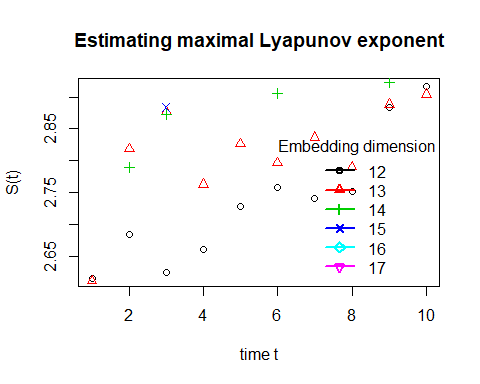 Estimating maximal Lyapunov exponent
S(t)
2.85
2.75
2.65
Embedding dimension
12
13
14
15
16
17
2 4 6 8 10
time t